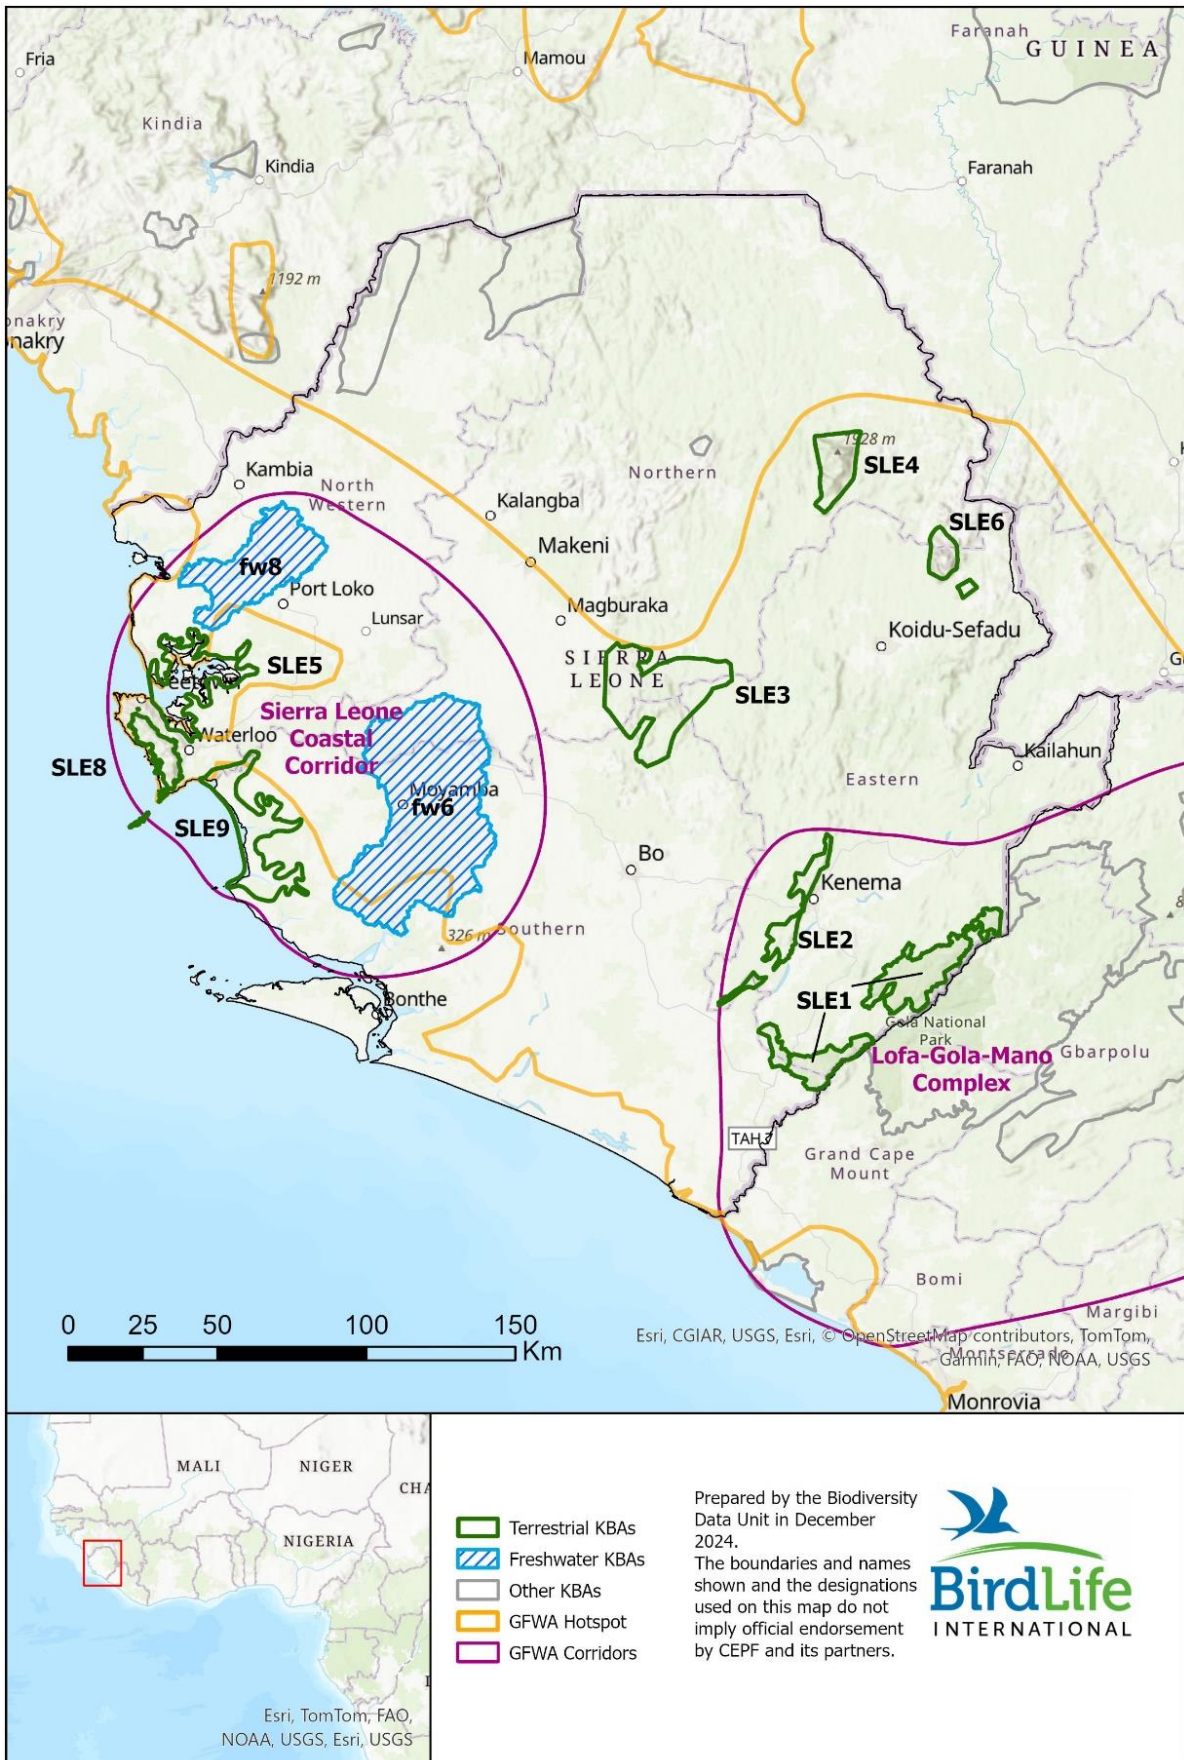 Faranah
GUINEA
Fria
Mamou
Kindia
Kindia
Faranah
1192 m
onakry
nakry
1928 m
SLE4
Kambia
North
Western
Northern
Kalangba
SLE6
Makeni
fw8
Port Loko
Magburaka
Lunsar
Koidu-Sefadu
SIERRA
LEONE
SLE5
SLE3
Sierra Leone
Coastal
Corridor
Waterloo
Kailahun
SLE8
Eastern
Moyamba
fw6
SLE9
Bo
Kenema
326 m
Southern
SLE2
SLE1
Bonthe
Gola National
Park
Lofa-Gola-Mano
Complex
Gbarpolu
Grand Cape
Mount
Bomi
Margibi
0 25 50 100 150
Km
Esri, CGIAR, USGS, Esri, © OpenStreetMap contributors, TomTom,
Garmin, FAO, NOAA, USGS
Montserrado
Monrovia
MALI
NIGER
CHA
NIGERIA
Esri, TomTom, FAO,
NOAA, USGS, Esri, USGS
Terrestrial KBAs
Freshwater KBAs
Other KBAs
GFWA Hotspot
GFWA Corridors
Prepared by the Biodiversity
Data Unit in December
2024.
The boundaries and names
shown and the designations
used on this map do not
imply official endorsement
by CEPF and its partners.
BirdLife
INTERNATIONAL